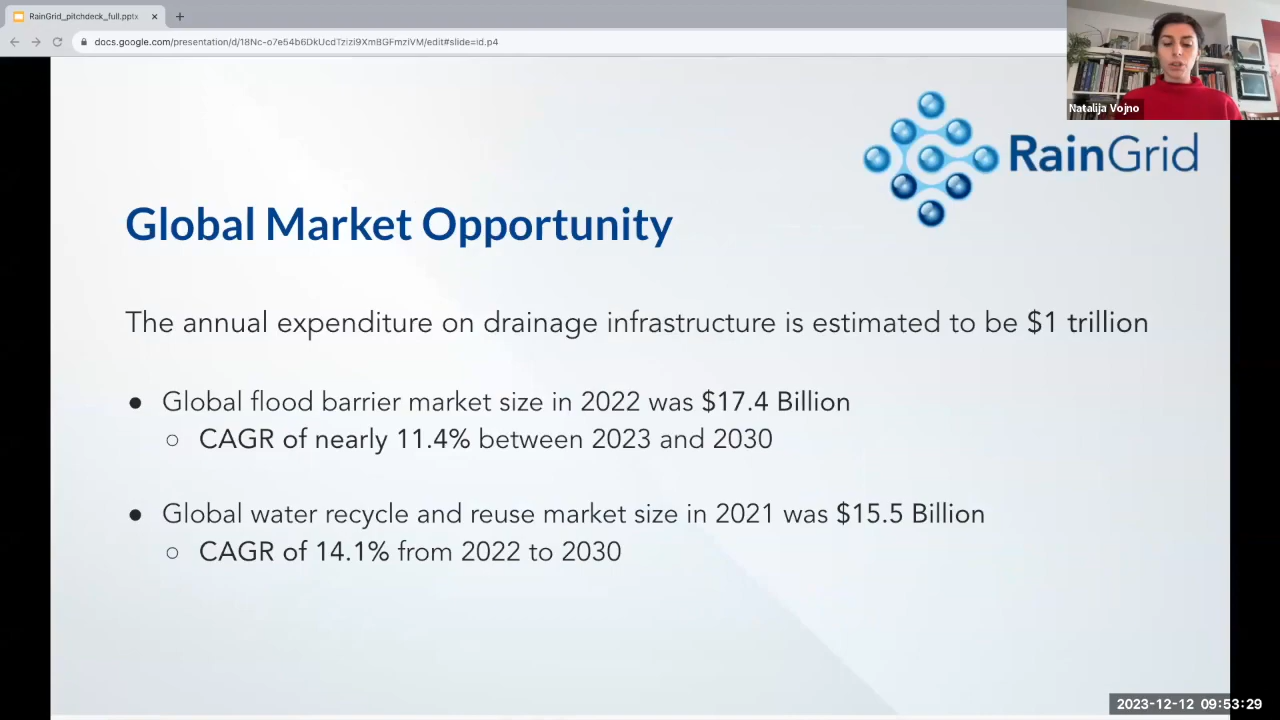 RainGrid_pitchdeck_full.pptx
docs.google.com/presentation/d/18Nc-o7e54b6DkUcdTzizi9XmBGFmziVM/edit#slide=id.p4
Natalija Vojno
RainGrid
Global Market Opportunity
The annual expenditure on drainage infrastructure is estimated to be $1 trillion
● Global flood barrier market size in 2022 was $17.4 Billion
○ CAGR of nearly 11.4% between 2023 and 2030
● Global water recycle and reuse market size in 2021 was $15.5 Billion
○ CAGR of 14.1% from 2022 to 2030
2023-12-12 09:53:29